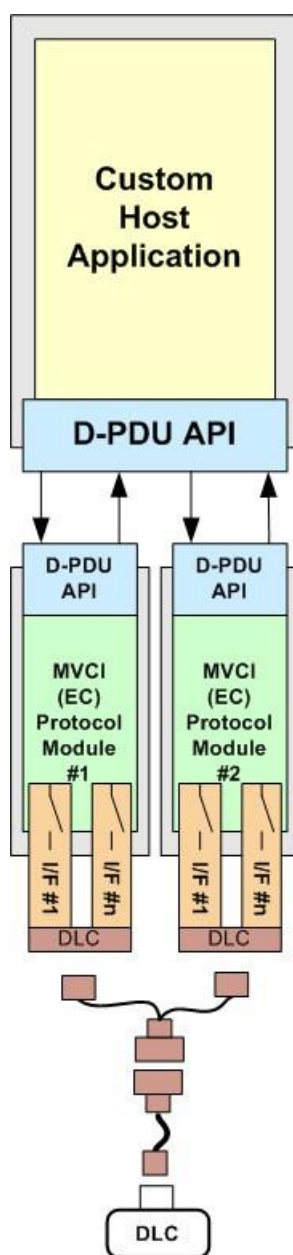 Custom
Host
Application
D-PDU API
D-PDU
API
MVCI
(EC)
Protocol
Module
#1
I/F #1
I/F #n
DLC
D-PDU
API
MVCI
(EC)
Protocol
Module
#2
I/F #1
I/F #n
DLC
DLC